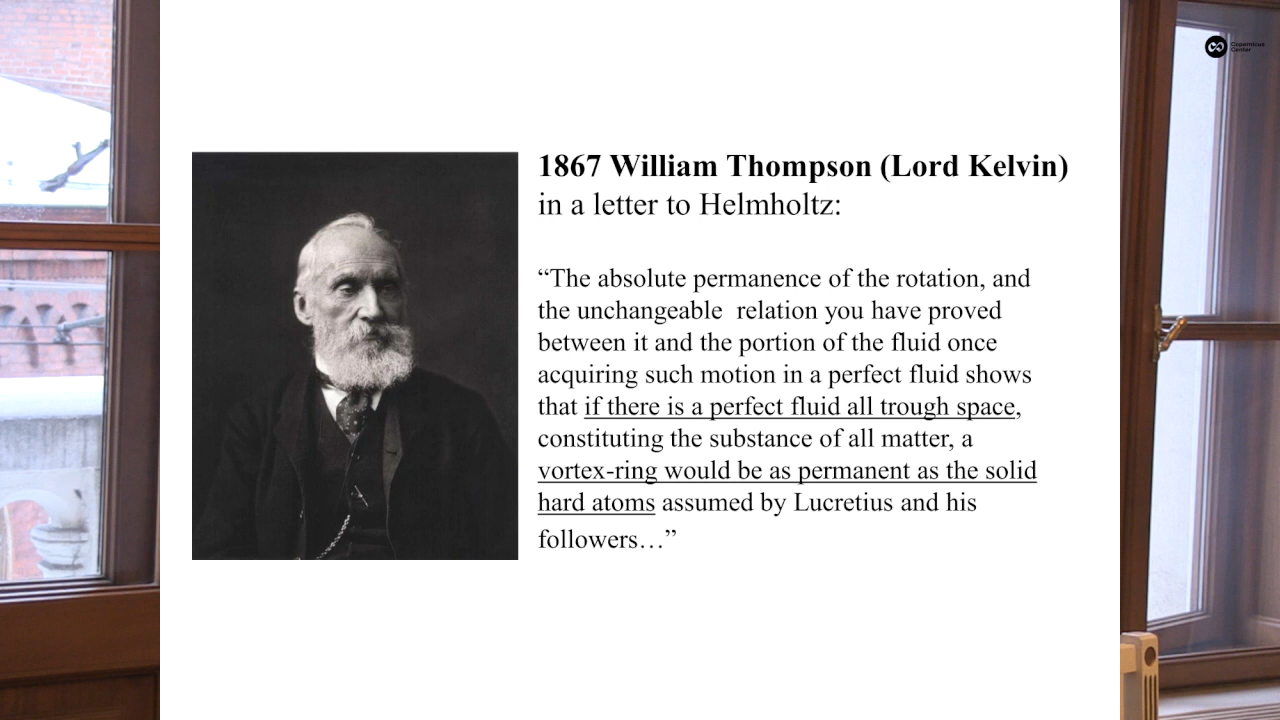 Copernicus
Center
1867 William Thompson (Lord Kelvin)
in a letter to Helmholtz:
“The absolute permanence of the rotation, and
the unchangeable  relation you have proved
between it and the portion of the fluid once
acquiring such motion in a perfect fluid shows
that if there is a perfect fluid all trough space,
constituting the substance of all matter, a
vortex-ring would be as permanent as the solid
hard atoms assumed by Lucretius and his
followers…”